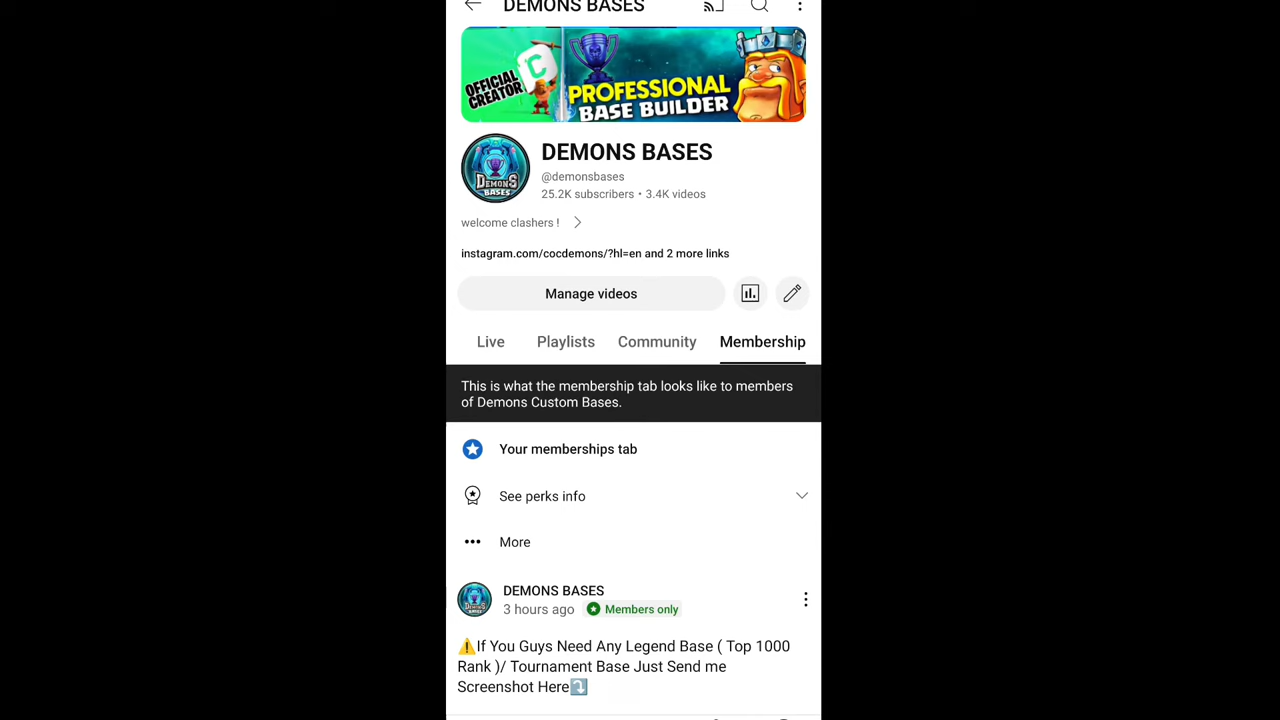 DEMONS BASES
OFFICIAL
CREATOR
C
PROFESSIONAL
BASE BUILDER
DEMONS
BASES
DEMONS BASES
@demonsbases
25.2K subscribers • 3.4K videos
welcome clashers !
instagram.com/cocdemons/?hl=en and 2 more links
Manage videos
Live Playlists Community Membership
This is what the membership tab looks like to members
of Demons Custom Bases.
Your memberships tab
See perks info
More
DEMONS BASES
DEMONS
BASES
3 hours ago Members only
⚠️If You Guys Need Any Legend Base ( Top 1000
Rank )/ Tournament Base Just Send me
Screenshot Here⤵️